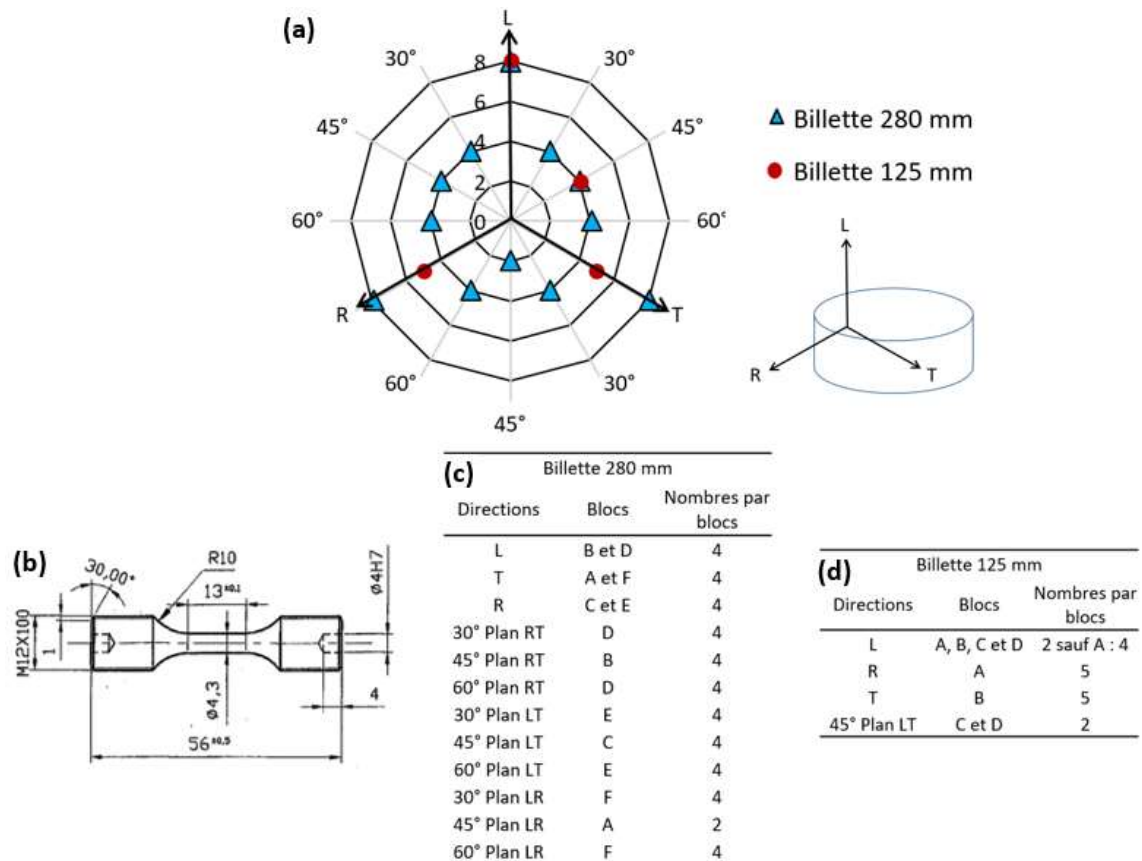 (a)
L
30°
8
30°
45°
6
45°
4
2
60°
0
60°
R
T
60°
30°
45°
Billette 280 mm
Billette 125 mm
L
R
T
(b)
30,00°
R10
13±0.1
ø4H7
M12X100
1
ø4,3
4
56±0.5
(c)
Billette 280 mm
Directions Blocs Nombres par
blocs
L B et D 4
T A et F 4
R C et E 4
30° Plan RT D 4
45° Plan RT B 4
60° Plan RT D 4
30° Plan LT E 4
45° Plan LT C 4
60° Plan LT E 4
30° Plan LR F 4
45° Plan LR A 2
60° Plan LR F 4
(d)
Billette 125 mm
Directions Blocs Nombres par
blocs
L A, B, C et D 2 sauf A : 4
R A 5
T B 5
45° Plan LT C et D 2